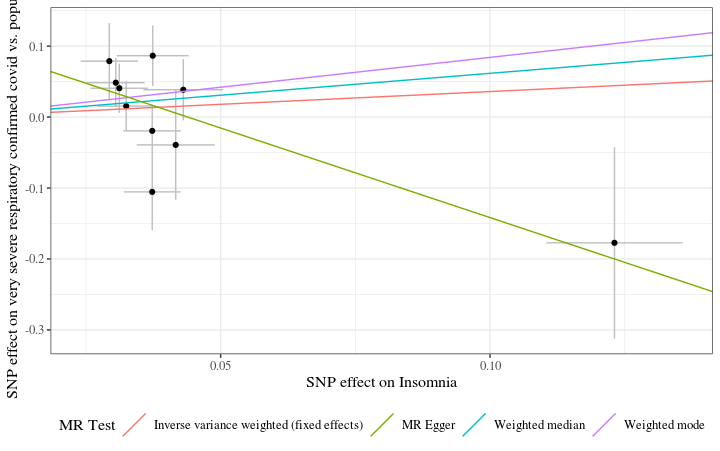 SNP effect on very severe respiratory confirmed covid vs.
0.1
0.0
-0.1
-0.2
-0.3
0.05
0.10
SNP effect on Insomnia
MR Test
Inverse variance weighted (fixed effects)
MR Egger
Weighted median
Weighted mode